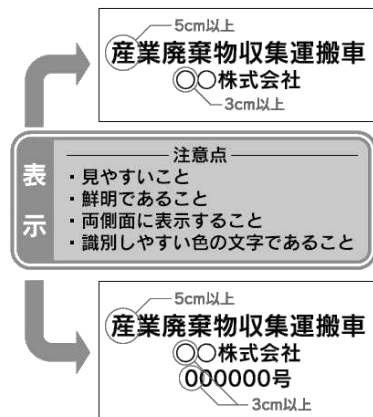 5cm以上
産業廃棄物収集運搬車
○○株式会社
3cm以上
表示
注意点
・見やすいこと
・鮮明であること
・両側面に表示すること
・識別しやすい色の文字であること
5cm以上
産業廃棄物収集運搬車
○○株式会社
000000号
3cm以上